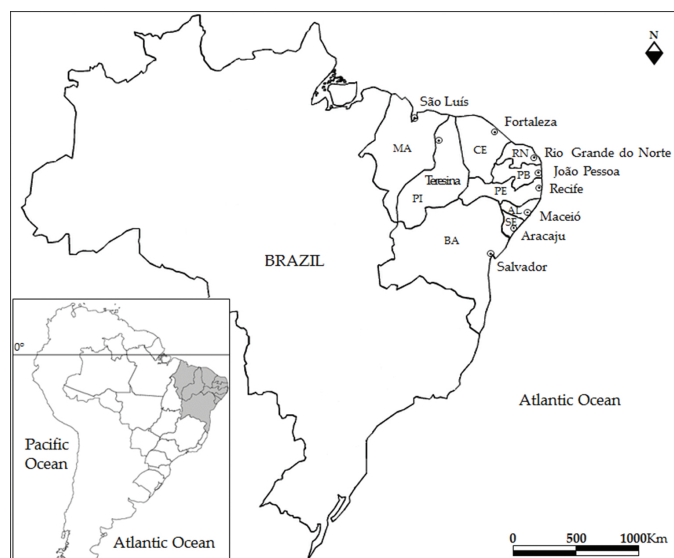 N
São Luís
Fortaleza
MA
CE
RN
Rio Grande do Norte
PB
João Pessoa
Teresina
PE
Recife
PI
AL
Maceió
SE
Aracaju
BA
BRAZIL
Salvador
0°
Atlantic Ocean
Pacific
Ocean
Atlantic Ocean
0 500 1000Km